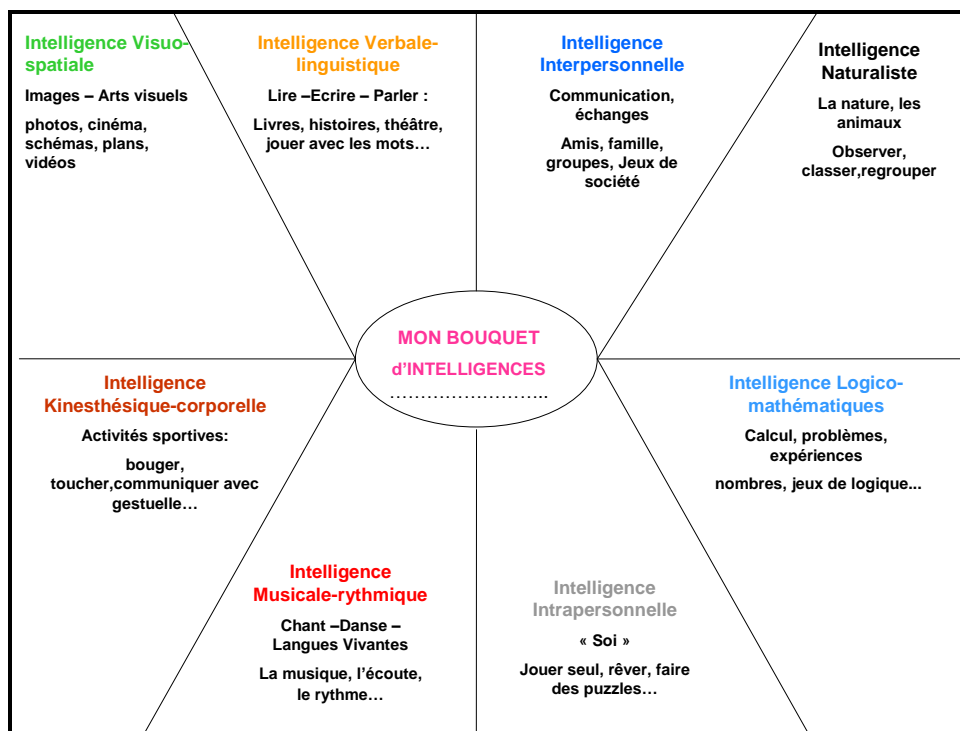 Intelligence Visuo-
spatiale
Images – Arts visuels
photos, cinéma,
schémas, plans,
vidéos
Intelligence Verbale-
linguistique
Lire –Ecrire – Parler :
Livres, histoires, théâtre,
jouer avec les mots…
Intelligence
Interpersonnelle
Communication,
échanges
Amis, famille,
groupes, Jeux de
société
Intelligence
Naturaliste
La nature, les
animaux
Observer,
classer,regrouper
MON BOUQUET
d’INTELLIGENCES
……………………..
Intelligence
Kinesthésique-corporelle
Activités sportives:
bouger,
toucher,communiquer avec
gestuelle…
Intelligence Logico-
mathématiques
Calcul, problèmes,
expériences
nombres, jeux de logique...
Intelligence
Musicale-rythmique
Chant –Danse –
Langues Vivantes
La musique, l’écoute,
le rythme…
Intelligence
Intrapersonnelle
« Soi »
Jouer seul, rêver, faire
des puzzles…